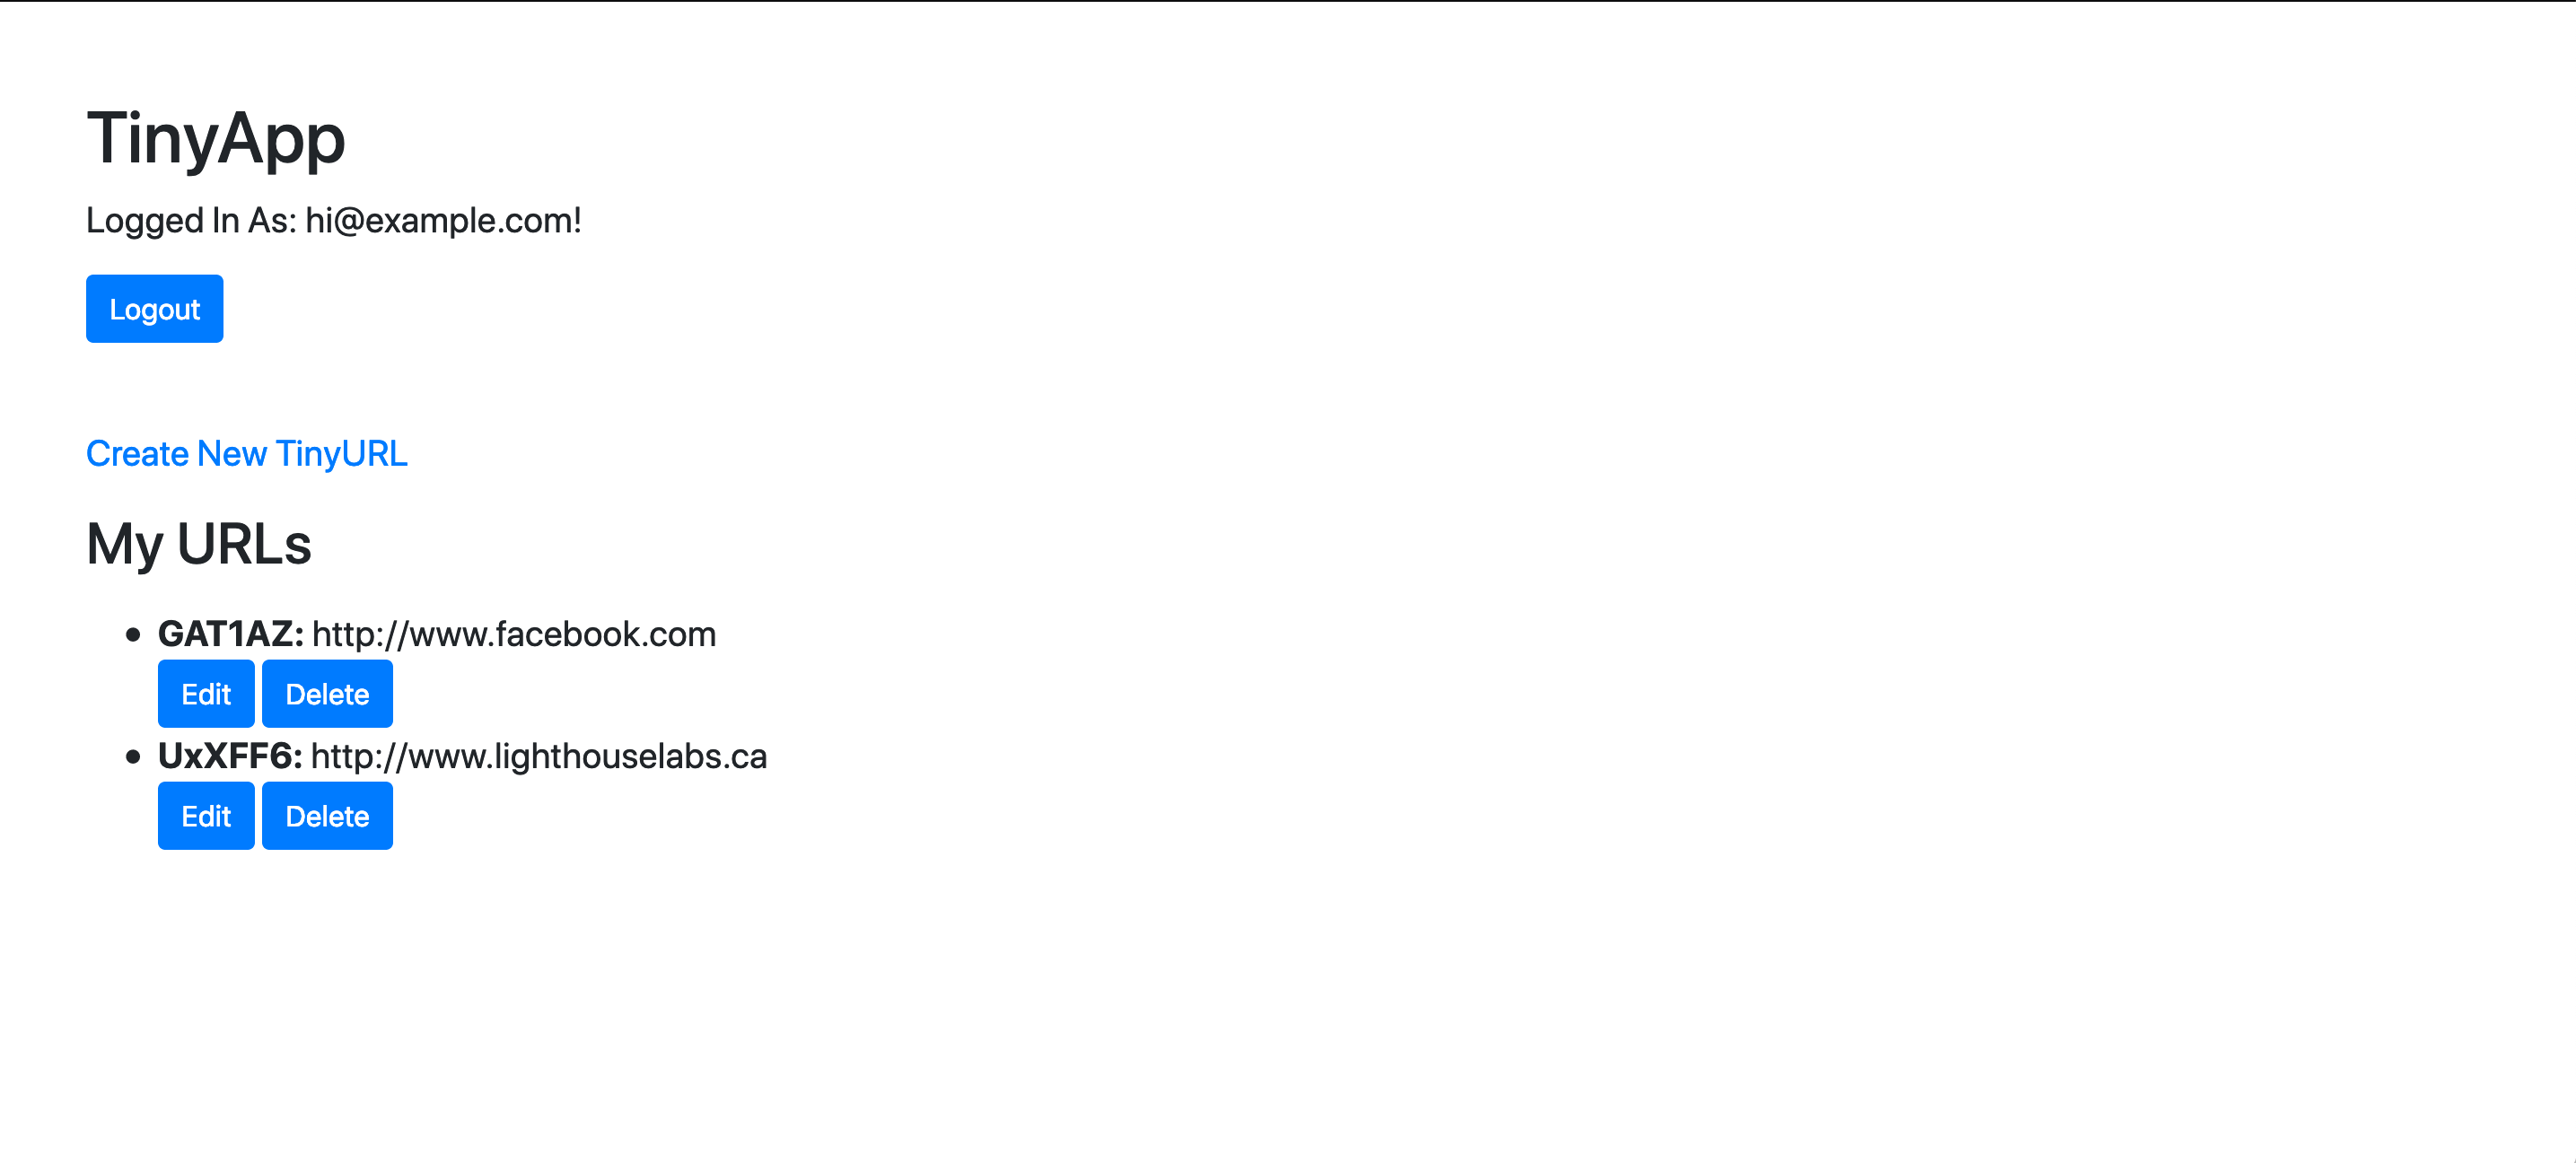 TinyApp
Logged In As: hi@example.com!
Logout
Create New TinyURL
My URLs
GAT1AZ: http://www.facebook.com
Edit Delete
UxXFF6: http://www.lighthouselabs.ca
Edit Delete